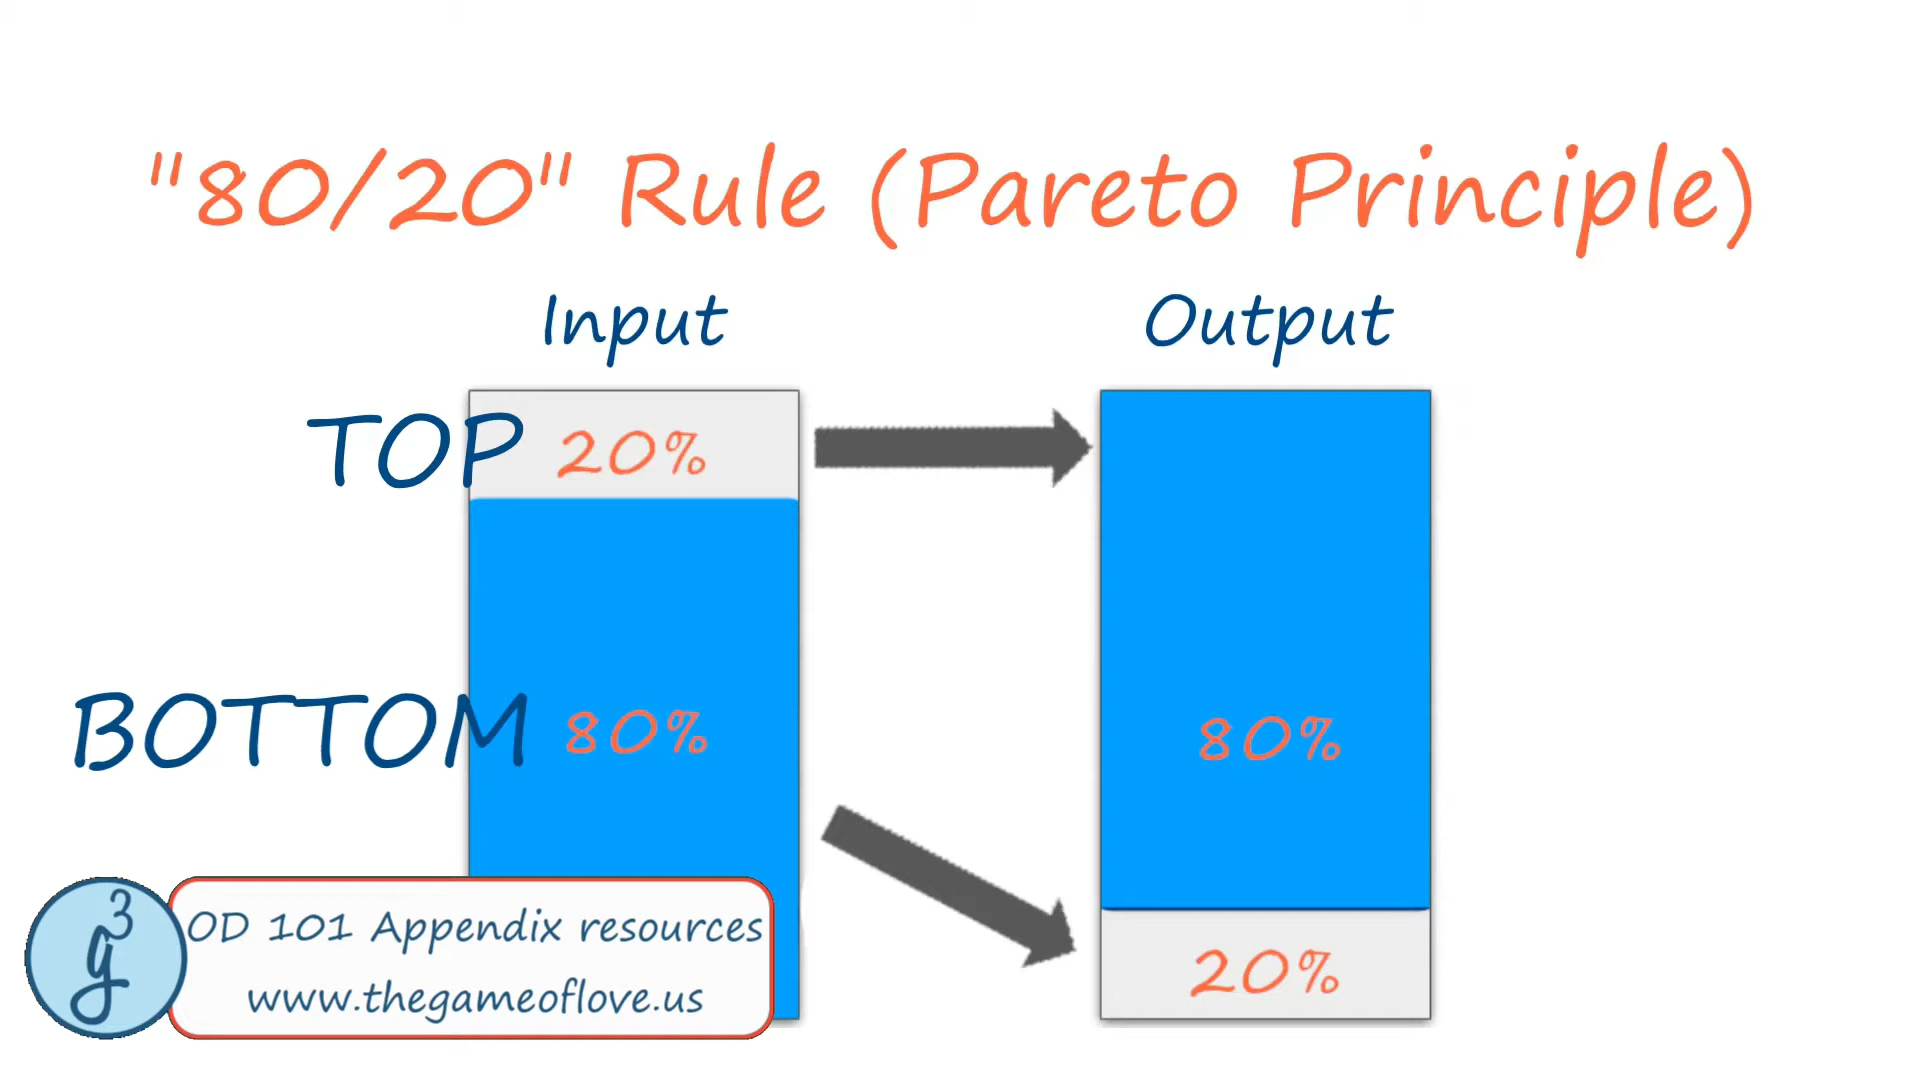 "80/20" Rule (Pareto Principle)
Input
Output
TOP
20%
BOTTOM
80%
80%
20%
g3
OD 101 Appendix resources
www.thegameoflove.us